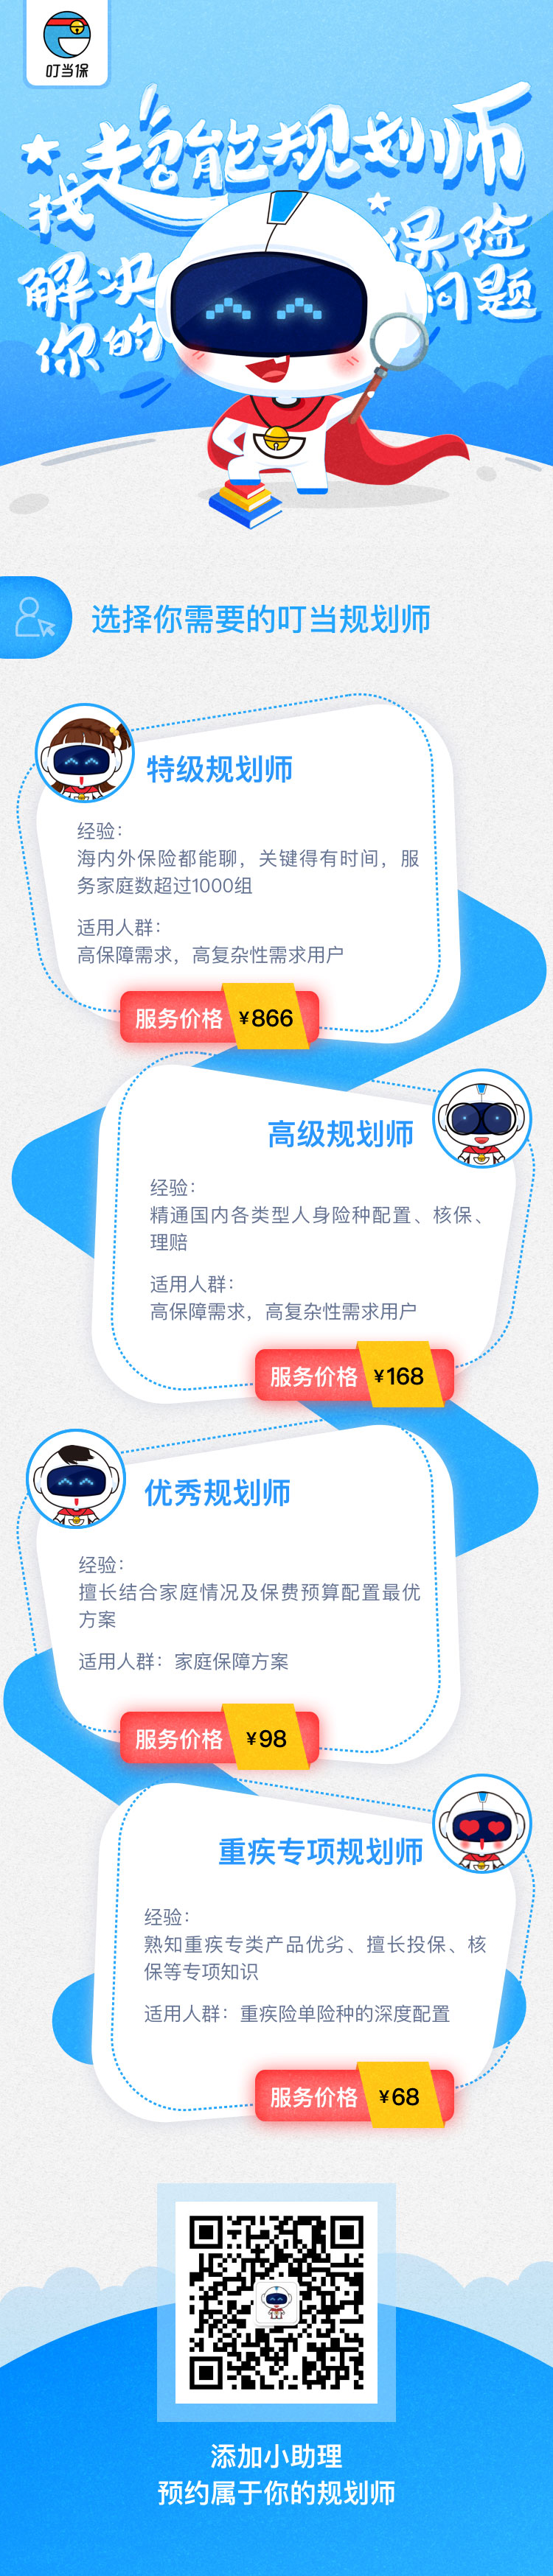 叮当保
找超能规划师
解决你的保险问题
选择你需要的叮当规划师
特级规划师
经验：
海内外保险都能聊，关键得有时间，服
务家庭数超过1000组
适用人群：
高保障需求，高复杂性需求用户
服务价格 ¥866
高级规划师
经验：
精通国内各类型人身险种配置、核保、
理赔
适用人群：
高保障需求，高复杂性需求用户
服务价格 ¥168
优秀规划师
经验：
擅长结合家庭情况及保费预算配置最优
方案
适用人群：家庭保障方案
服务价格 ¥98
重疾专项规划师
经验：
熟知重疾专类产品优劣、擅长投保、核
保等专项知识
适用人群：重疾险单险种的深度配置
服务价格 ¥68
添加小助理
预约属于你的规划师